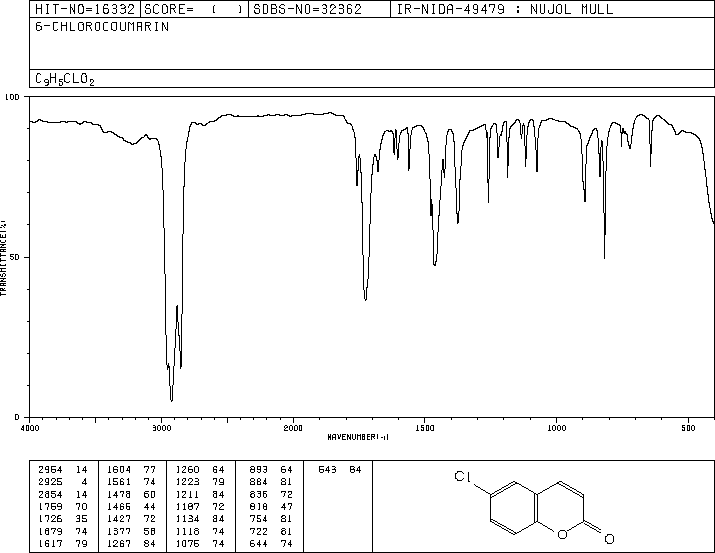 HIT-NO=16332 SCORE= ( ) SDBS-NO=32362 IR-NIDA-49479 : NUJOL MULL
6-CHLOROCOUMARIN
C9H5CLO2
100
50
0
TRANSMITTANCE(%)
4000 3000 2000 1500 1000 500
WAVENUMBER(-1)
2954 14 1604 77 1260 64 893 64 643 84
2925 4 1561 74 1223 79 884 81
2854 14 1478 60 1211 84 836 72
1759 70 1465 44 1187 72 818 47
1726 35 1427 72 1134 84 754 81
1679 74 1377 58 1118 74 722 81
1617 79 1267 84 1075 74 644 74
Cl
O
O